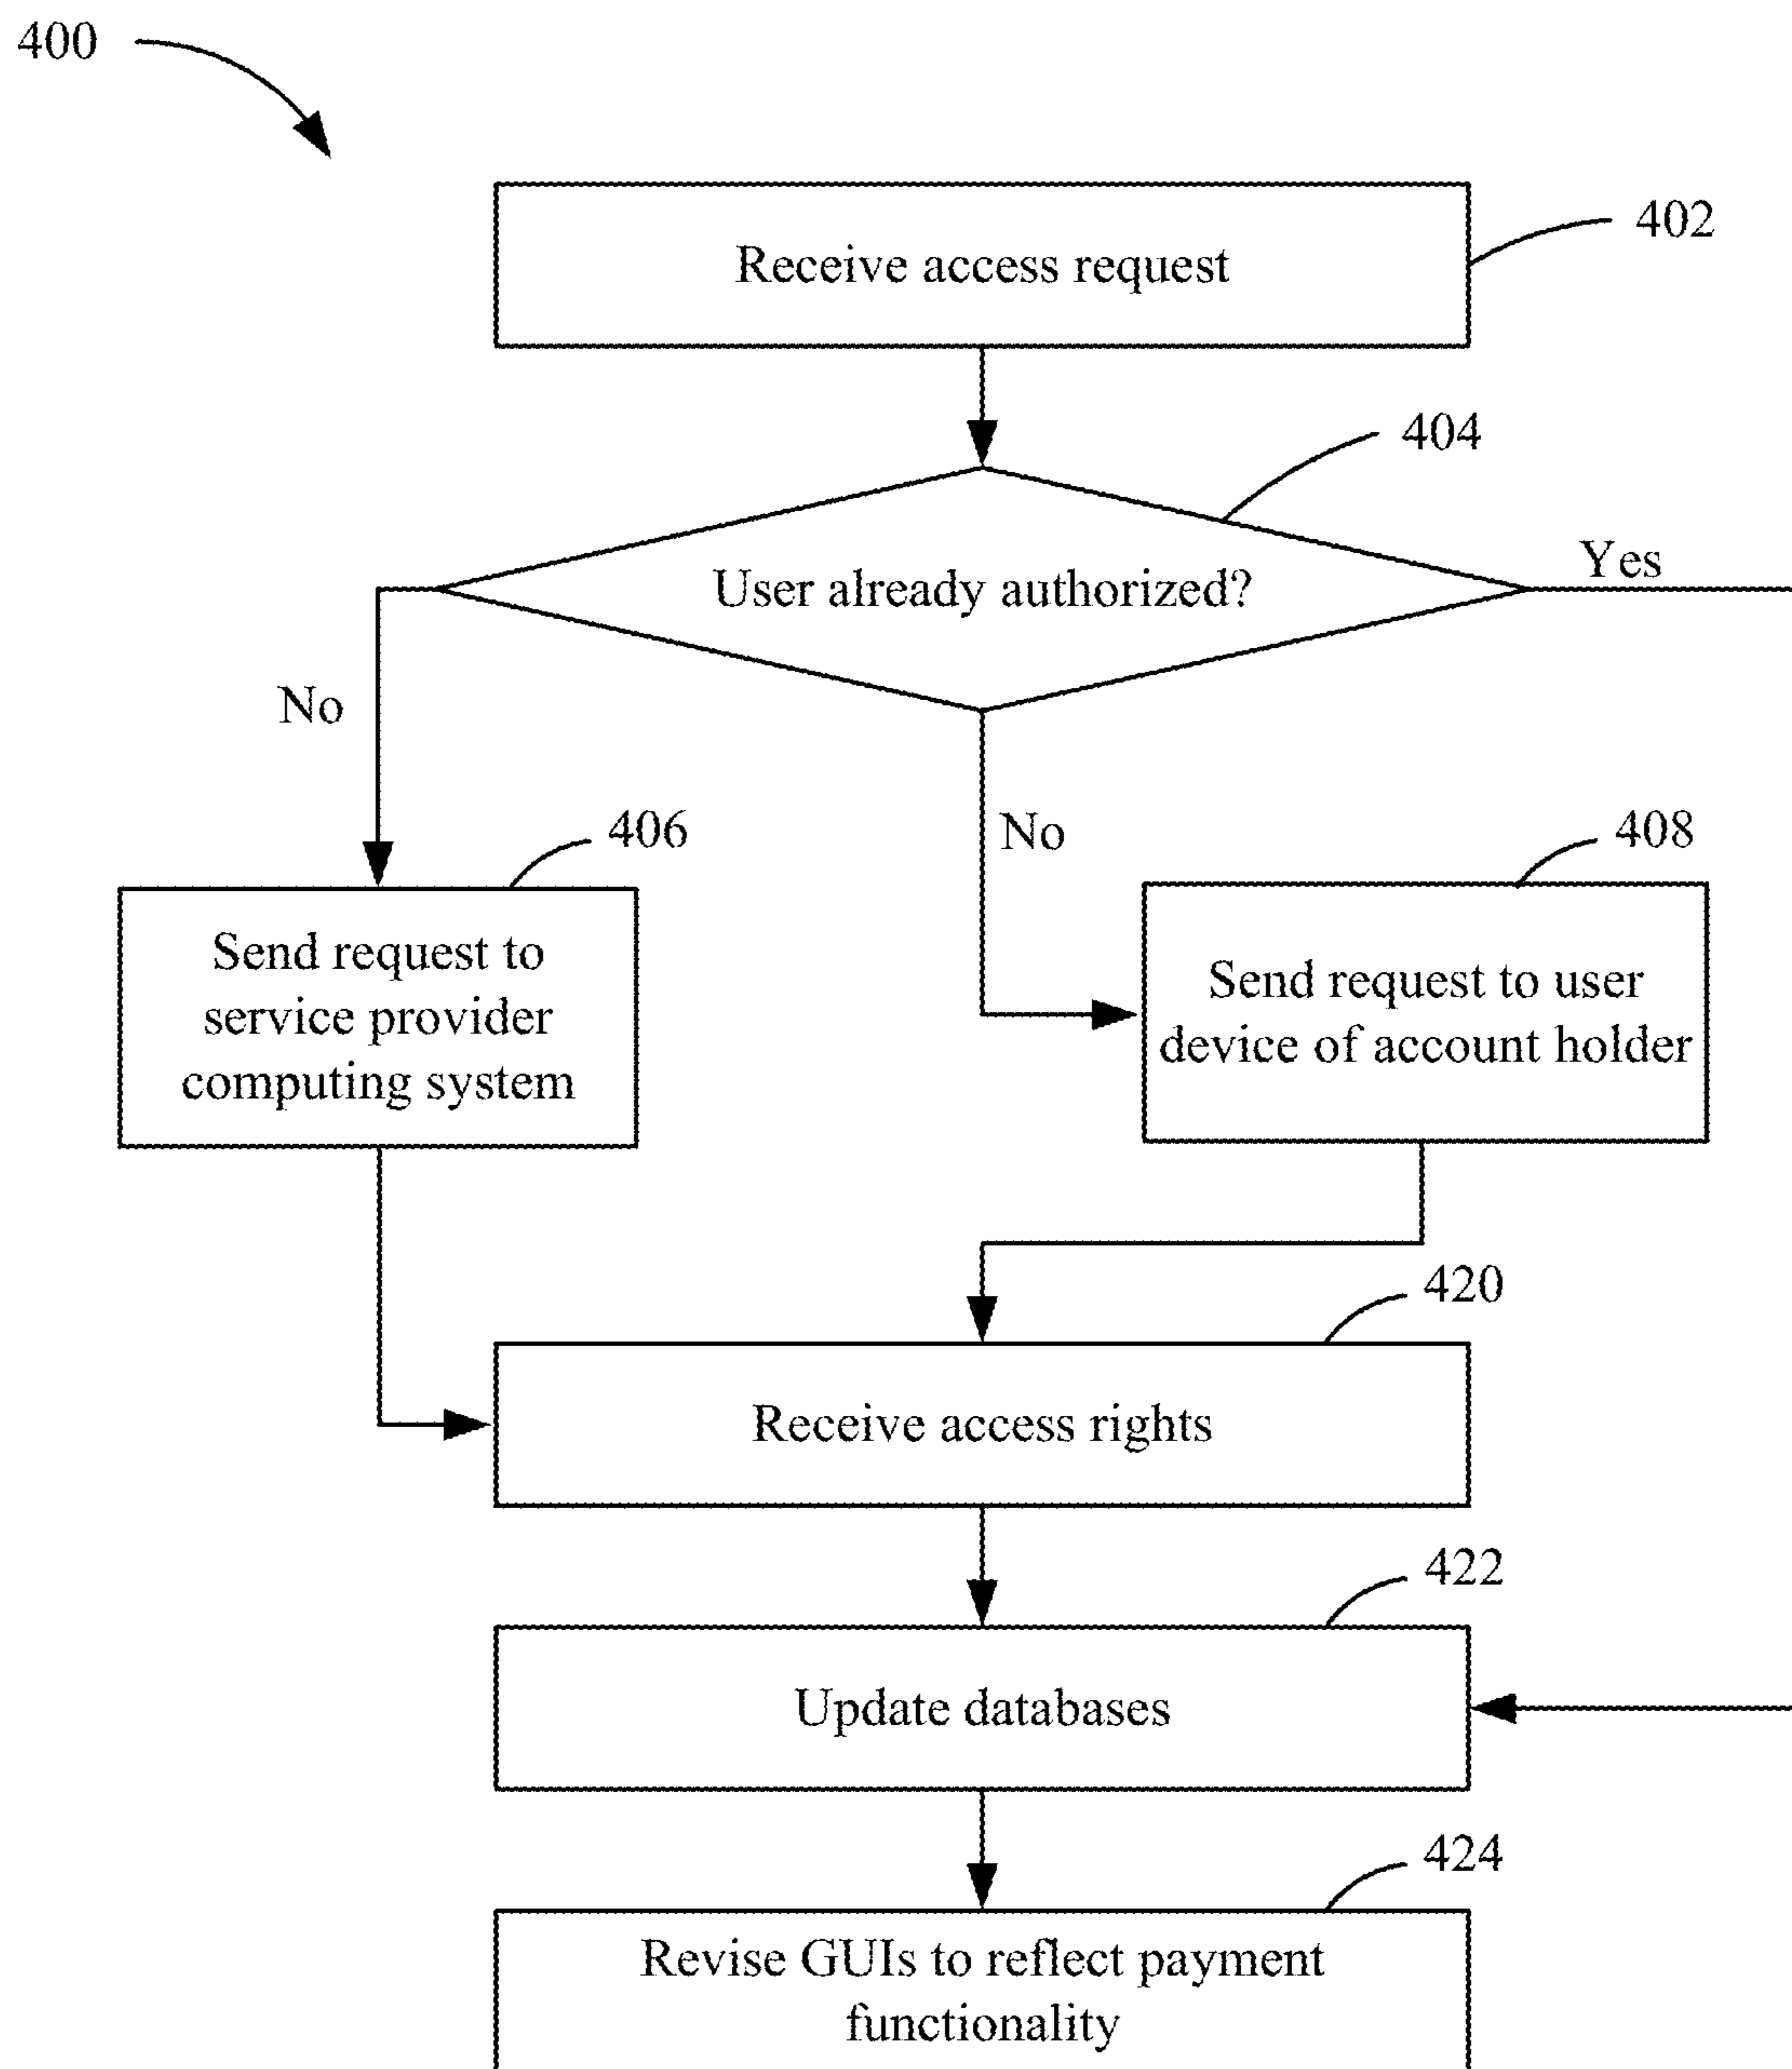 400
402
Receive access request
404
Yes
User already authorized?
No
No
406
408
Send request to
service provider
computing system
Send request to user
device of account holder
420
Receive access rights
422
Update databases
424
Revise GUIs to reflect payment
functionality